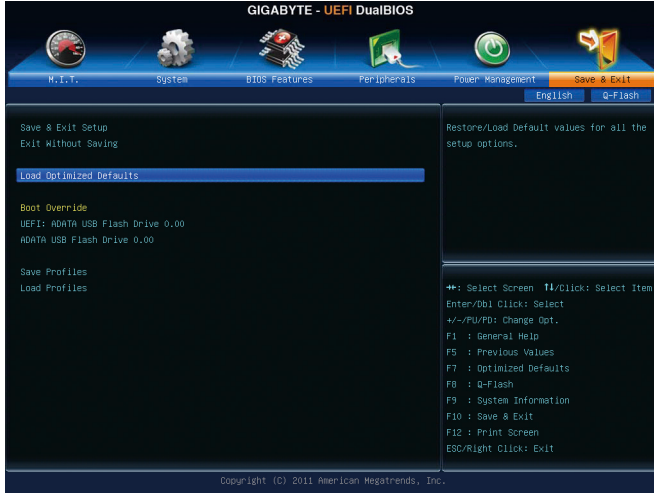 GIGABYTE - UEFI DualBIOS
M.I.T. System BIOS Features Peripherals Power Management Save & Exit
English Q-Flash
Save & Exit Setup
Exit Without Saving
Load Optimized Defaults
Boot Override
UEFI: ADATA USB Flash Drive 0.00
ADATA USB Flash Drive 0.00
Save Profiles
Load Profiles
Restore/Load Default values for all the
setup options.
→←: Select Screen ↑↓/Click: Select Item
Enter/Dbl Click: Select
+/-/PU/PD: Change Opt.
F1 : General Help
F5 : Previous Values
F7 : Optimized Defaults
F8 : Q-Flash
F9 : System Information
F10 : Save & Exit
F12 : Print Screen
ESC/Right Click: Exit
Copyright (C) 2011 American Megatrends, Inc.